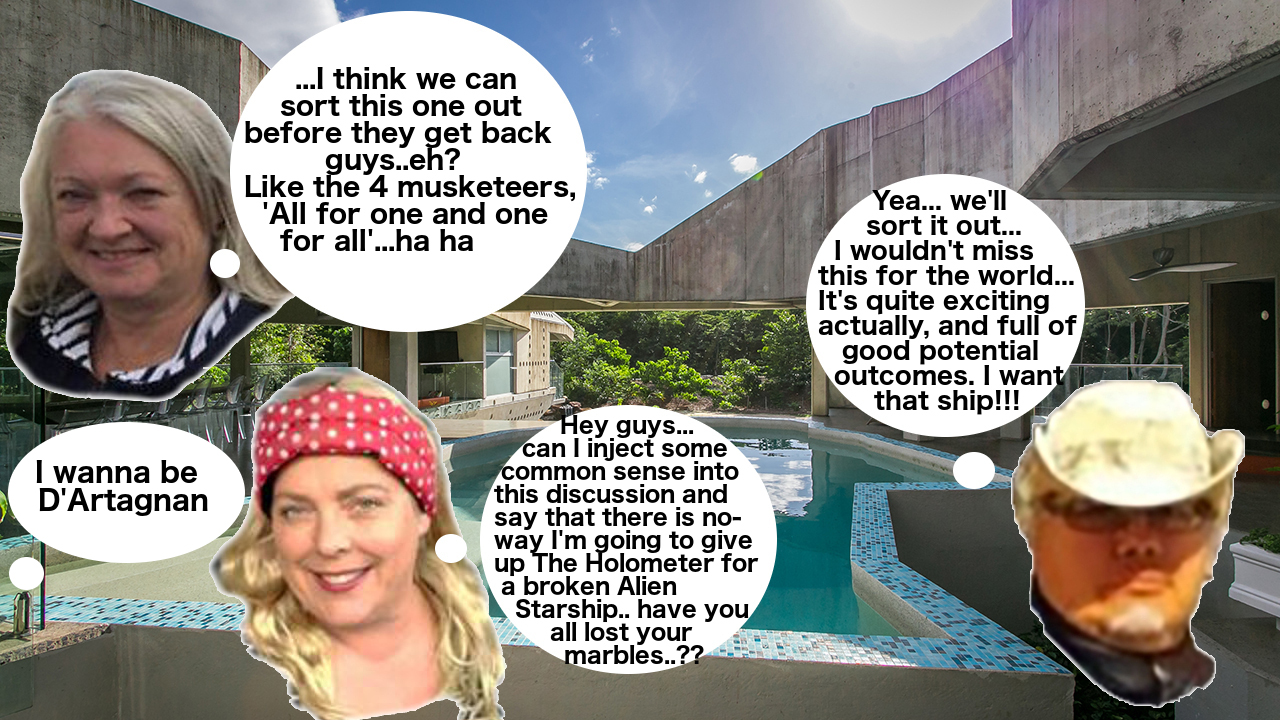 ...I think we can
sort this one out
before they get back
guys..eh?
Like the 4 musketeers,
'All for one and one
for all'...ha ha
Yea... we'll
sort it out...
I wouldn't miss
this for the world...
It's quite exciting
actually, and full of
good potential
outcomes. I want
that ship!!!
I wanna be
D'Artagnan
Hey guys...
can I inject some
common sense into
this discussion and
say that there is no-
way I'm going to give
up The Holometer for
a broken Alien
Starship.. have you
all lost your
marbles..??